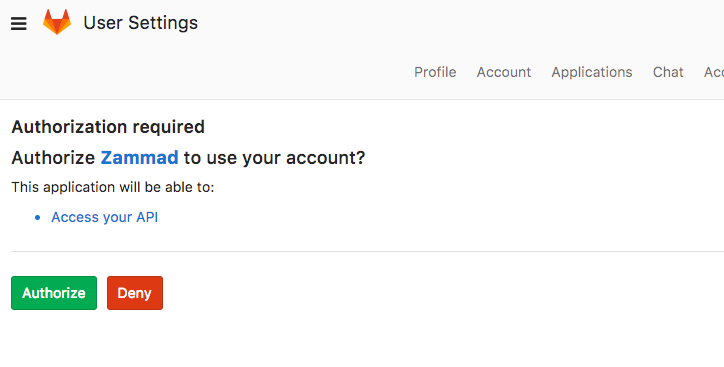 User Settings
Profile Account Applications Chat Acc
Authorization required
Authorize Zammad to use your account?
This application will be able to:
Access your API
Authorize Deny